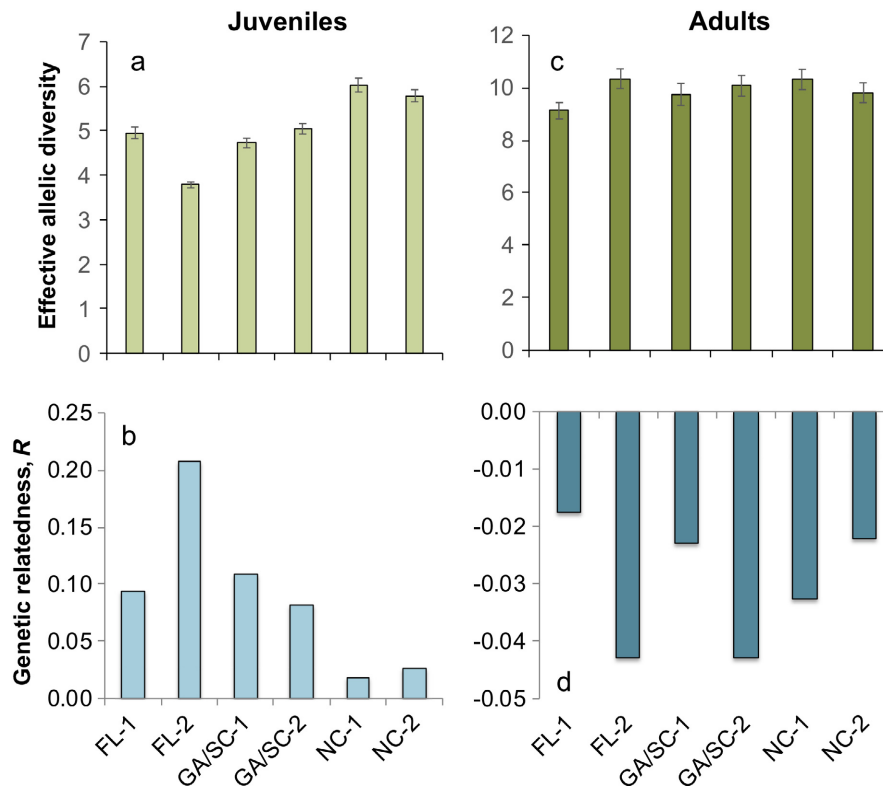 Juveniles
Adults
Effective allelic diversity
a
7
6
5
4
3
2
1
0
c
12
10
8
6
4
2
0
Genetic relatedness, R
b
0.25
0.20
0.15
0.10
0.05
0.00
FL-1
FL-2
GA/SC-1
GA/SC-2
NC-1
NC-2
0.00
-0.01
-0.02
-0.03
-0.04
-0.05
d
FL-1
FL-2
GA/SC-1
GA/SC-2
NC-1
NC-2